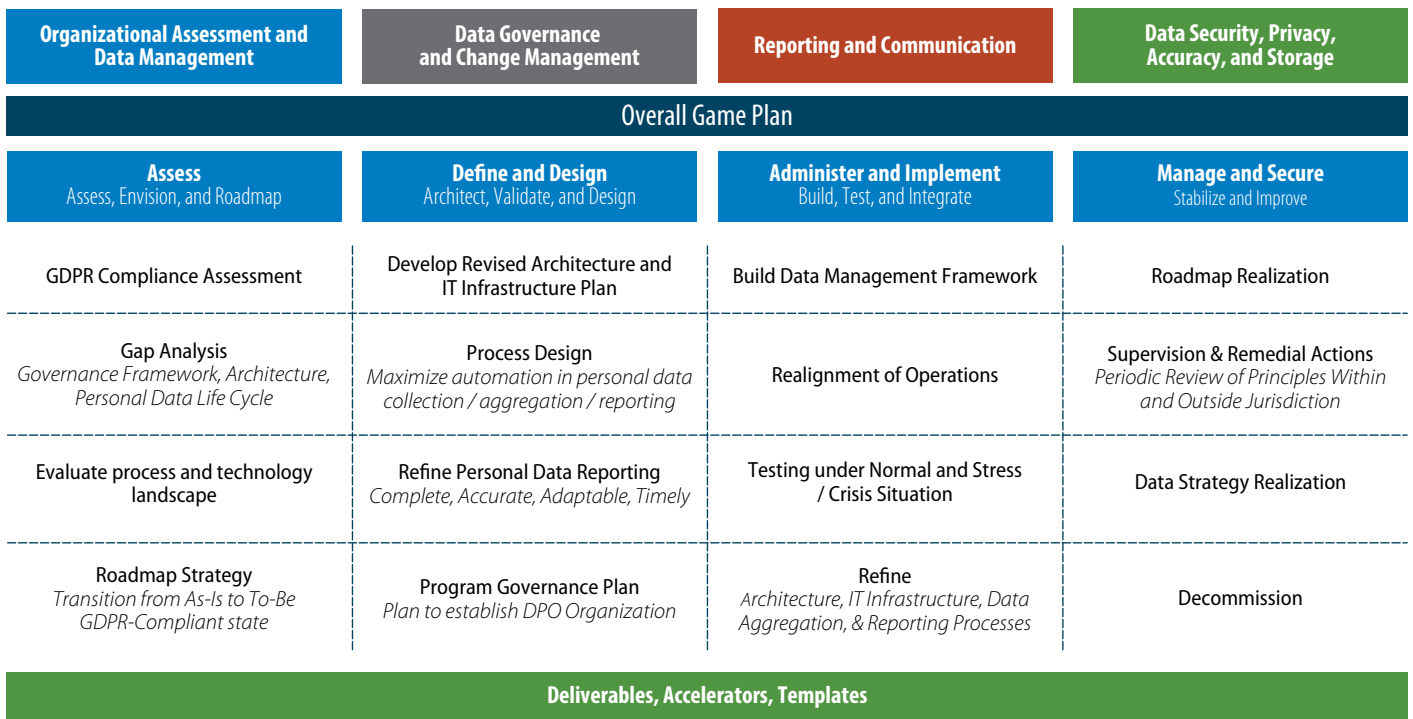 Organizational Assessment and
Data Management
Data Governance
and Change Management
Reporting and Communication
Data Security, Privacy,
Accuracy, and Storage
Overall Game Plan
Assess
Assess, Envision, and Roadmap
Define and Design
Architect, Validate, and Design
Administer and Implement
Build, Test, and Integrate
Manage and Secure
Stabilize and Improve
GDPR Compliance Assessment
Develop Revised Architecture and
IT Infrastructure Plan
Build Data Management Framework
Roadmap Realization
Gap Analysis
Governance Framework, Architecture,
Personal Data Life Cycle
Process Design
Maximize automation in personal data
collection / aggregation / reporting
Realignment of Operations
Supervision & Remedial Actions
Periodic Review of Principles Within
and Outside Jurisdiction
Evaluate process and technology
landscape
Refine Personal Data Reporting
Complete, Accurate, Adaptable, Timely
Testing under Normal and Stress
/ Crisis Situation
Data Strategy Realization
Roadmap Strategy
Transition from As-Is to To-Be
GDPR-Compliant state
Program Governance Plan
Plan to establish DPO Organization
Refine
Architecture, IT Infrastructure, Data
Aggregation, & Reporting Processes
Decommission
Deliverables, Accelerators, Templates